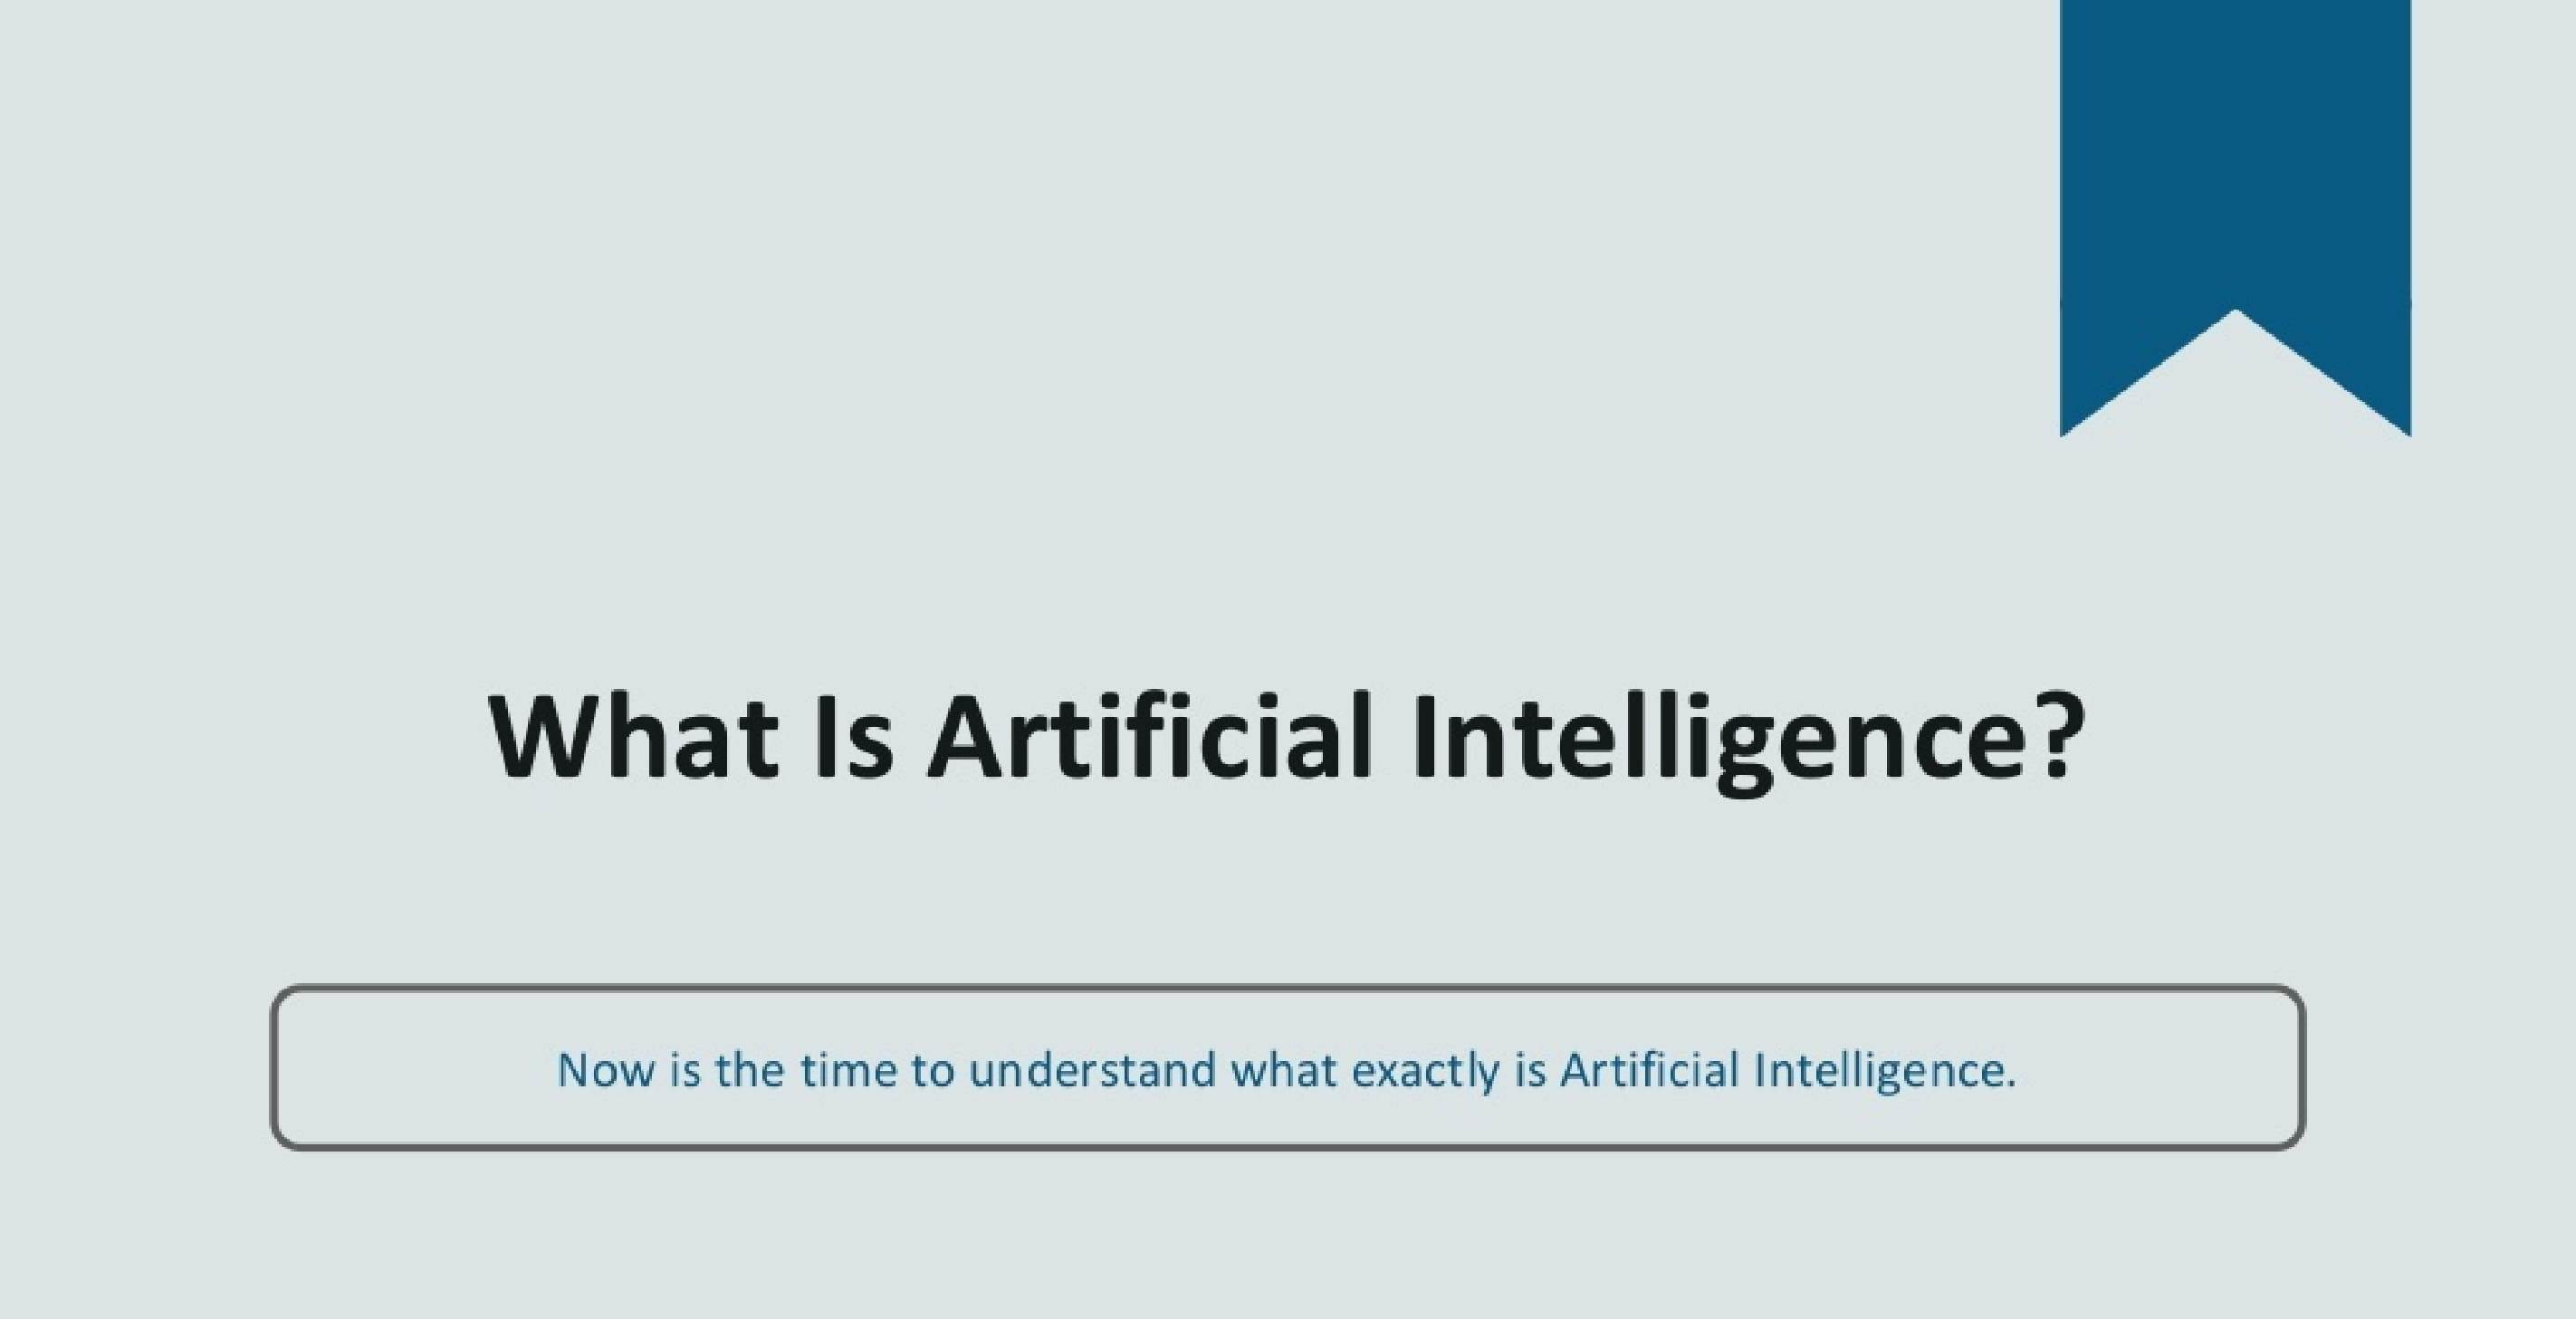 What Is Artificial Intelligence?
Now is the time to understand what exactly is Artificial Intelligence.